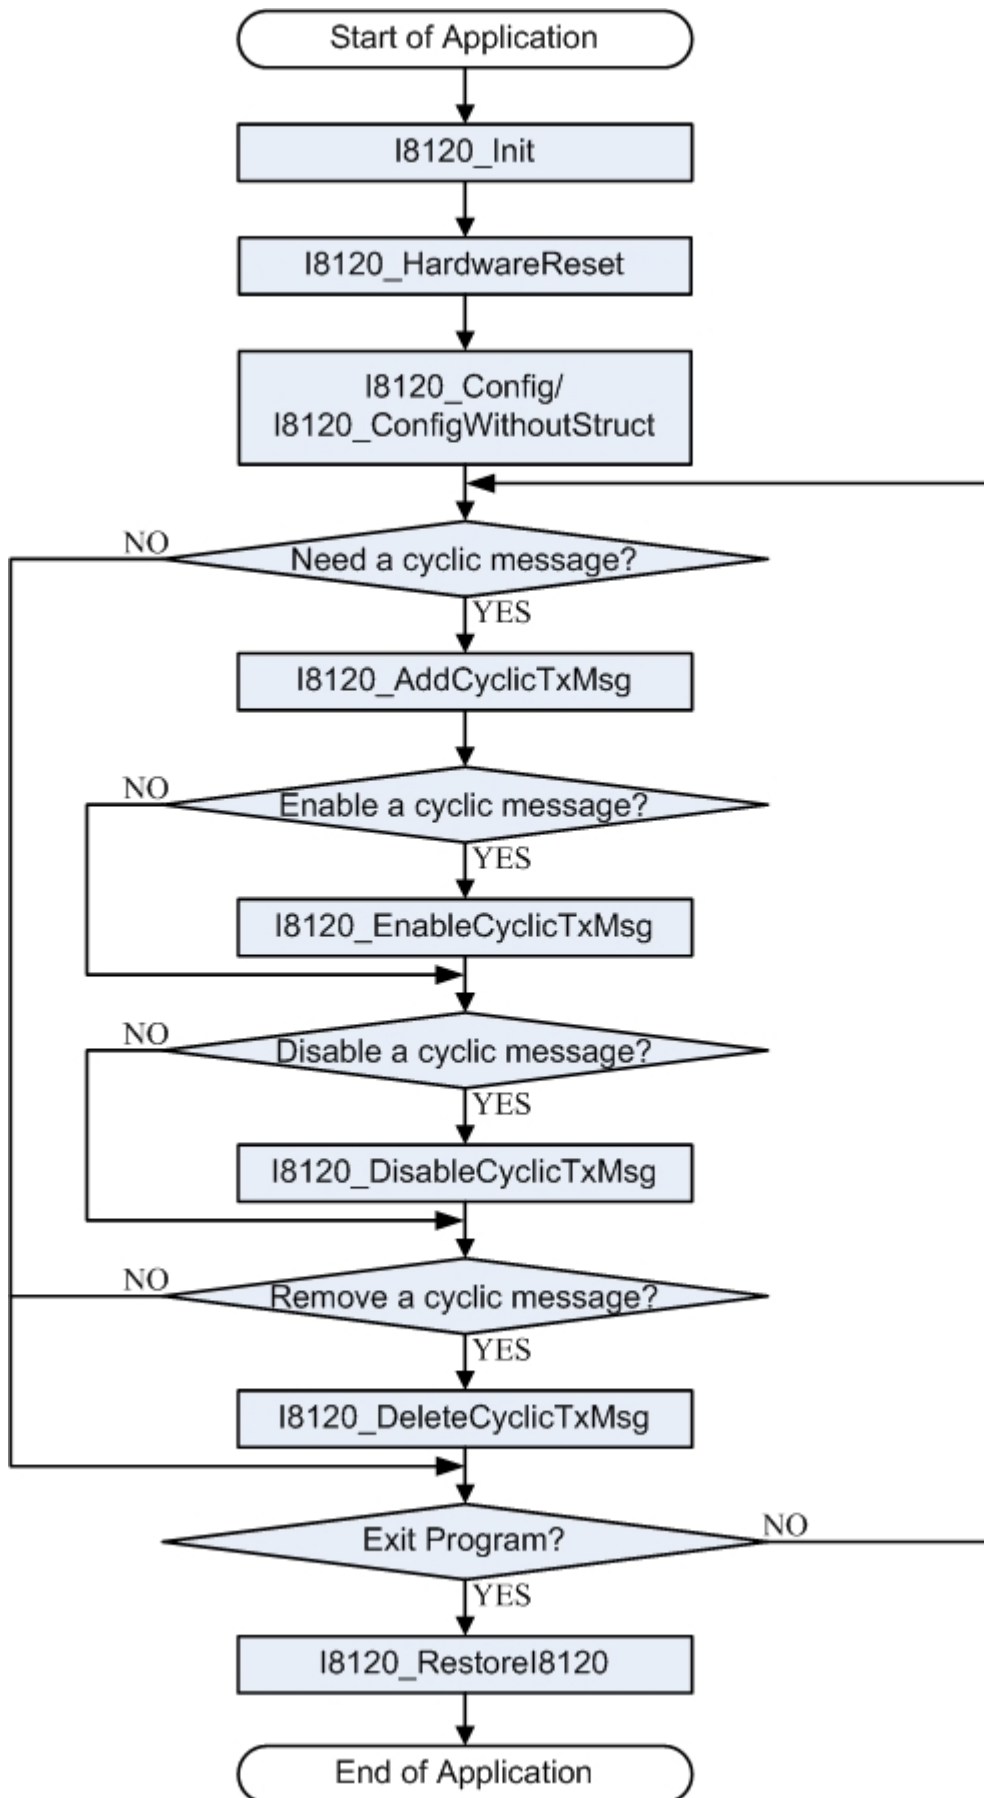 Start of Application
I8120_Init
I8120_HardwareReset
I8120_Config/
I8120_ConfigWithoutStruct
NO
Need a cyclic message?
YES
I8120_AddCyclicTxMsg
NO
Enable a cyclic message?
YES
I8120_EnableCyclicTxMsg
NO
Disable a cyclic message?
YES
I8120_DisableCyclicTxMsg
NO
Remove a cyclic message?
YES
I8120_DeleteCyclicTxMsg
Exit Program?
NO
YES
I8120_RestoreI8120
End of Application